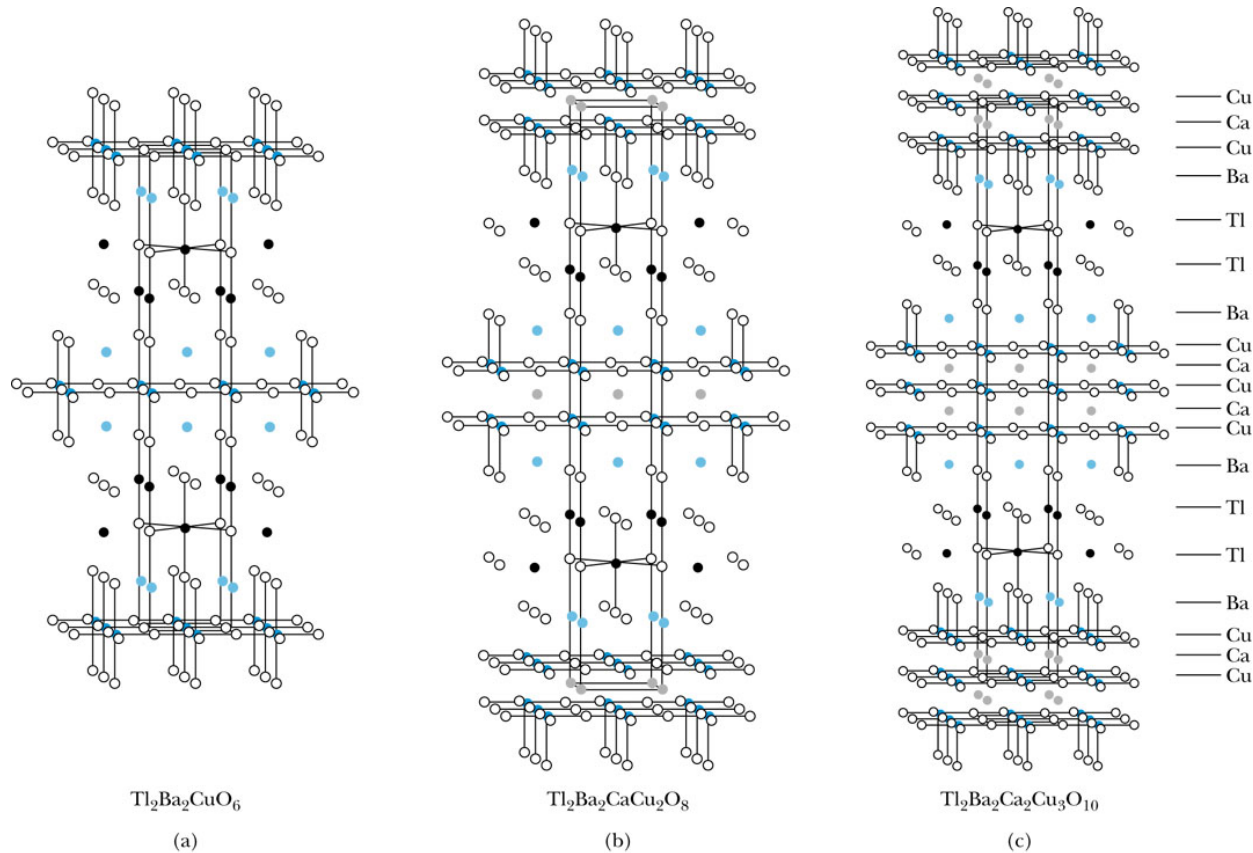 Cu
Ca
Cu
Ba
Tl
Tl
Ba
Cu
Ca
Cu
Ca
Cu
Ba
Tl
Tl
Ba
Cu
Ca
Cu
Tl₂Ba₂CuO₆
Tl₂Ba₂CaCu₂O₈
Tl₂Ba₂Ca₂Cu₃O₁₀
(a)
(b)
(c)